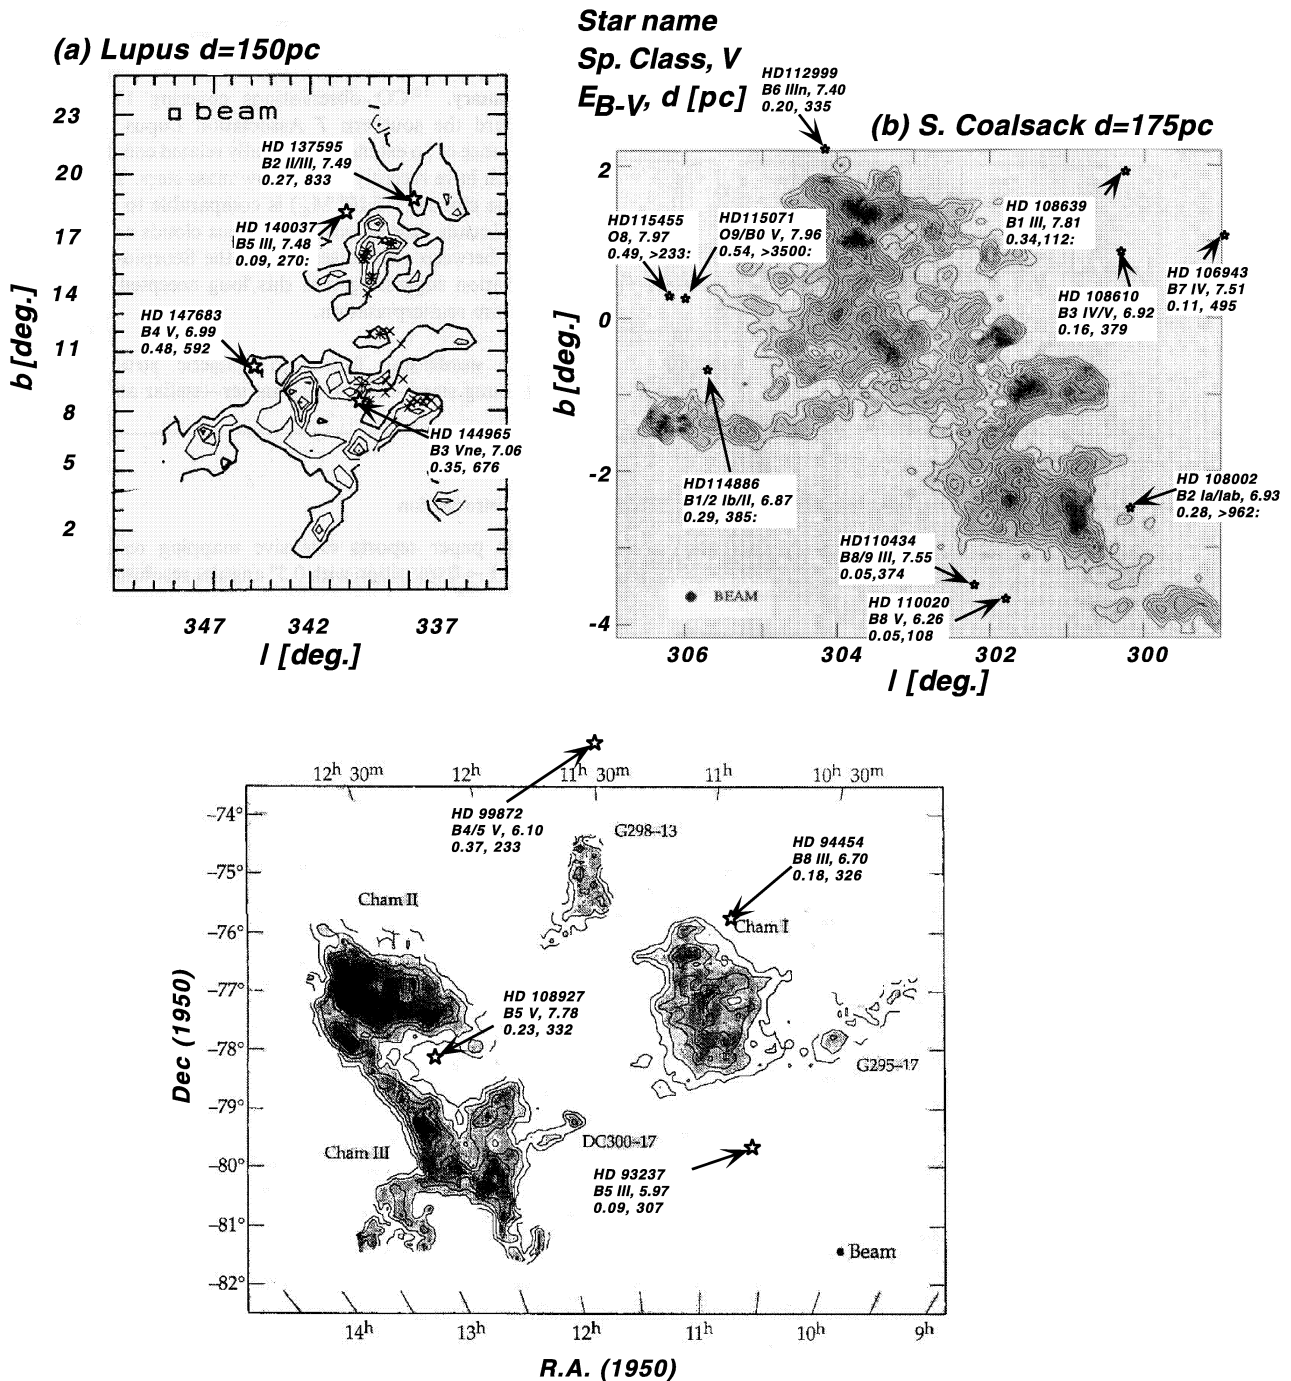 (a) Lupus d=150pc
beam
23
20
17
14
11
8
5
2
b [deg.]
347
342
337
l [deg.]
HD 137595
B2 II/III, 7.49
0.27, 833
HD 140037
B5 III, 7.48
0.09, 270:
HD 147683
B4 V, 6.99
0.48, 592
HD 144965
B3 Vne, 7.06
0.35, 676
Star name
Sp. Class, V
EB-V, d [pc]
(b) S. Coalsack d=175pc
HD112999
B6 IIIn, 7.40
0.20, 335
HD115455
O8, 7.97
0.49, >233:
HD115071
O9/B0 V, 7.96
0.54, >3500:
HD 108639
B1 III, 7.81
0.34,112:
HD 106943
B7 IV, 7.51
0.11, 495
HD 108610
B3 IV/V, 6.92
0.16, 379
HD114886
B1/2 Ib/II, 6.87
0.29, 385:
HD 108002
B2 Ia/Iab, 6.93
0.28, >962:
HD110434
B8/9 III, 7.55
0.05,374
HD 110020
B8 V, 6.26
0.05,108
BEAM
2
0
-2
-4
b [deg.]
306
304
302
300
l [deg.]
12h 30m
12h
11h 30m
11h
10h 30m
HD 99872
B4/5 V, 6.10
0.37, 233
G298-13
HD 94454
B8 III, 6.70
0.18, 326
Cham II
Cham I
HD 108927
B5 V, 7.78
0.23, 332
G295-17
Cham III
DC300-17
HD 93237
B5 III, 5.97
0.09, 307
Beam
-74°
-75°
-76°
-77°
-78°
-79°
-80°
-81°
-82°
Dec (1950)
14h
13h
12h
11h
10h
9h
R.A. (1950)